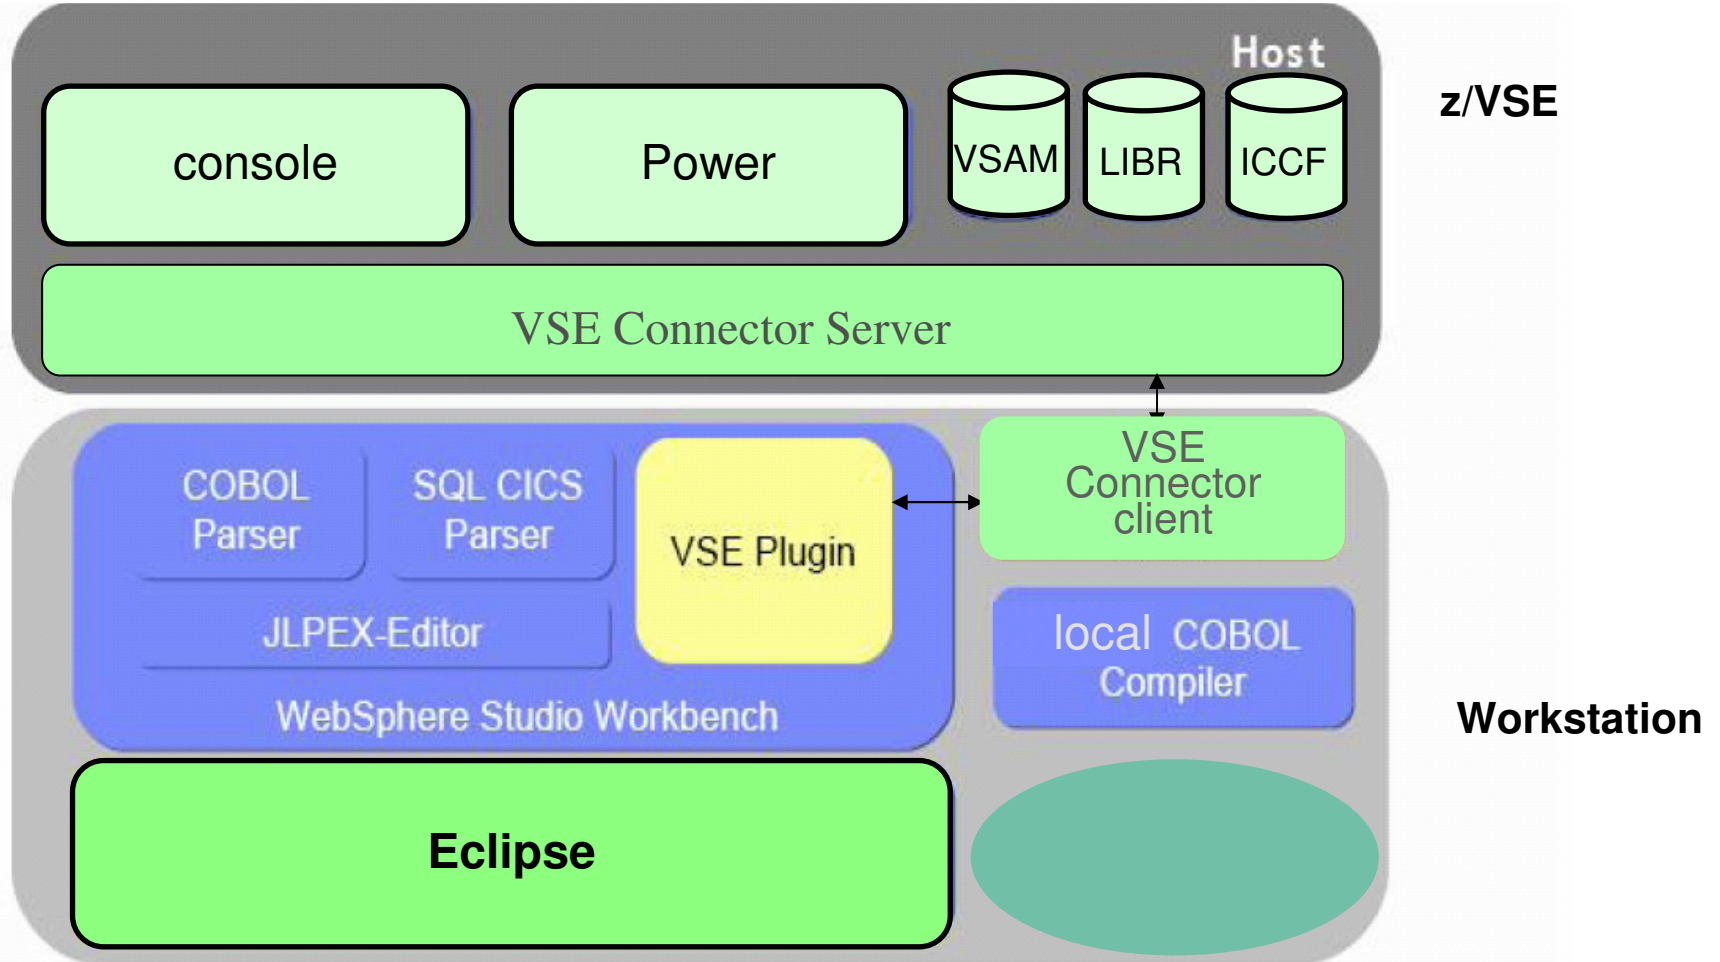 Host
z/VSE
console
Power
VSAM
LIBR
ICCF
VSE Connector Server
COBOL
Parser
SQL CICS
Parser
VSE Plugin
VSE
Connector
client
JLPEX-Editor
local COBOL
Compiler
WebSphere Studio Workbench
Workstation
Eclipse